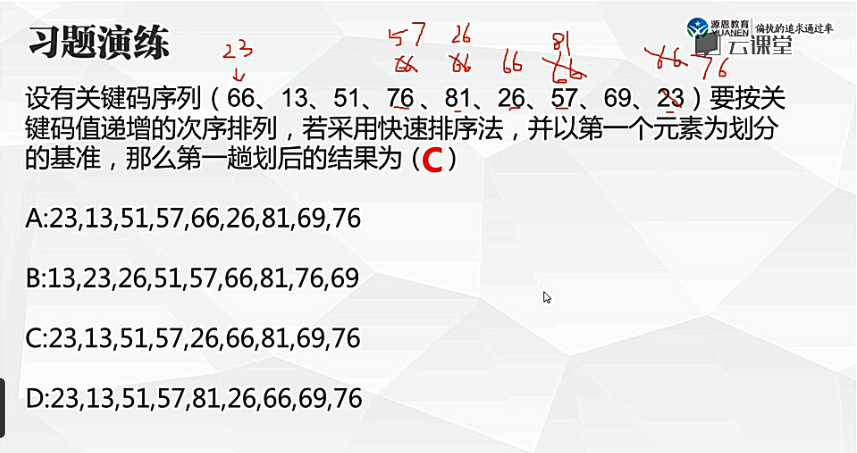 习题演练
源恩教育
YUANEN
偏执的追求通过率
云课堂
23 57 26 81
66 66 66 66 66 76
设有关键码序列（66、13、51、76 、81、26、57、69、23）要按关
键码值递增的次序排列，若采用快速排序法，并以第一个元素为划分
的基准，那么第一趟划后的结果为（C）
A:23,13,51,57,66,26,81,69,76
B:13,23,26,51,57,66,81,76,69
C:23,13,51,57,26,66,81,69,76
D:23,13,51,57,81,26,66,69,76